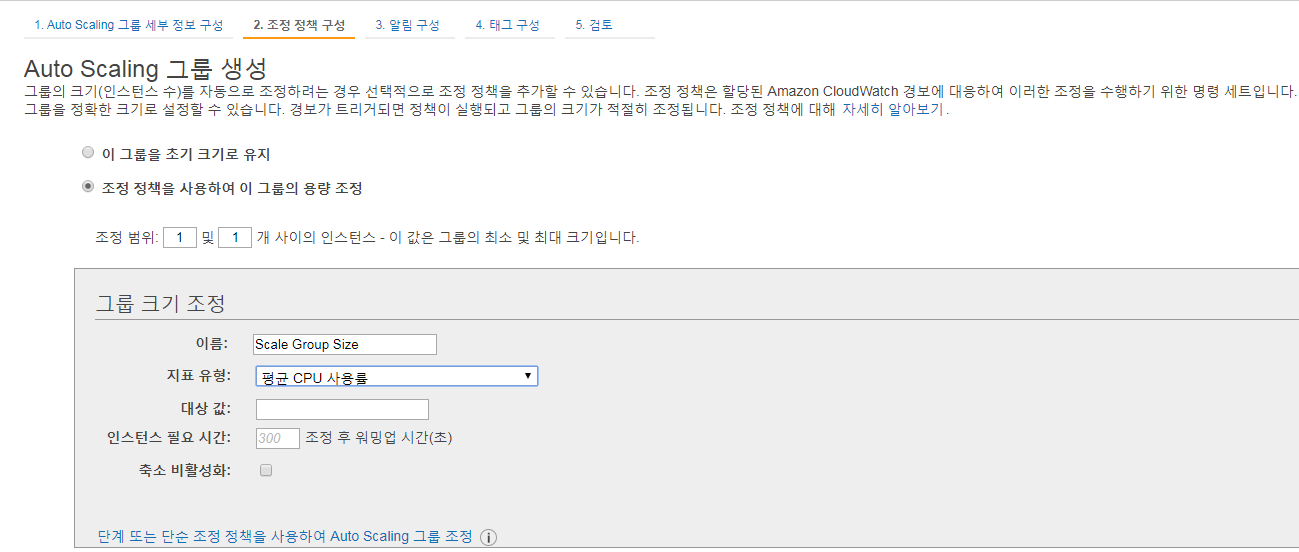 1. Auto Scaling 그룹 세부 정보 구성 2. 조정 정책 구성 3. 알림 구성 4. 태그 구성 5. 검토
Auto Scaling 그룹 생성
그룹의 크기(인스턴스 수)를 자동으로 조정하려는 경우 선택적으로 조정 정책을 추가할 수 있습니다. 조정 정책은 할당된 Amazon CloudWatch 경보에 대응하여 이러한 조정을 수행하기 위한 명령 세트입니다.
그룹을 정확한 크기로 설정할 수 있습니다. 경보가 트리거되면 정책이 실행되고 그룹의 크기가 적절히 조정됩니다. 조정 정책에 대해 자세히 알아보기.
이 그룹을 초기 크기로 유지
조정 정책을 사용하여 이 그룹의 용량 조정
조정 범위: 1 및 1 개 사이의 인스턴스 - 이 값은 그룹의 최소 및 최대 크기입니다.
그룹 크기 조정
이름: Scale Group Size
지표 유형: 평균 CPU 사용률
대상 값:
인스턴스 필요 시간: 300 조정 후 워밍업 시간(초)
축소 비활성화:
단계 또는 단순 조정 정책을 사용하여 Auto Scaling 그룹 조정 i